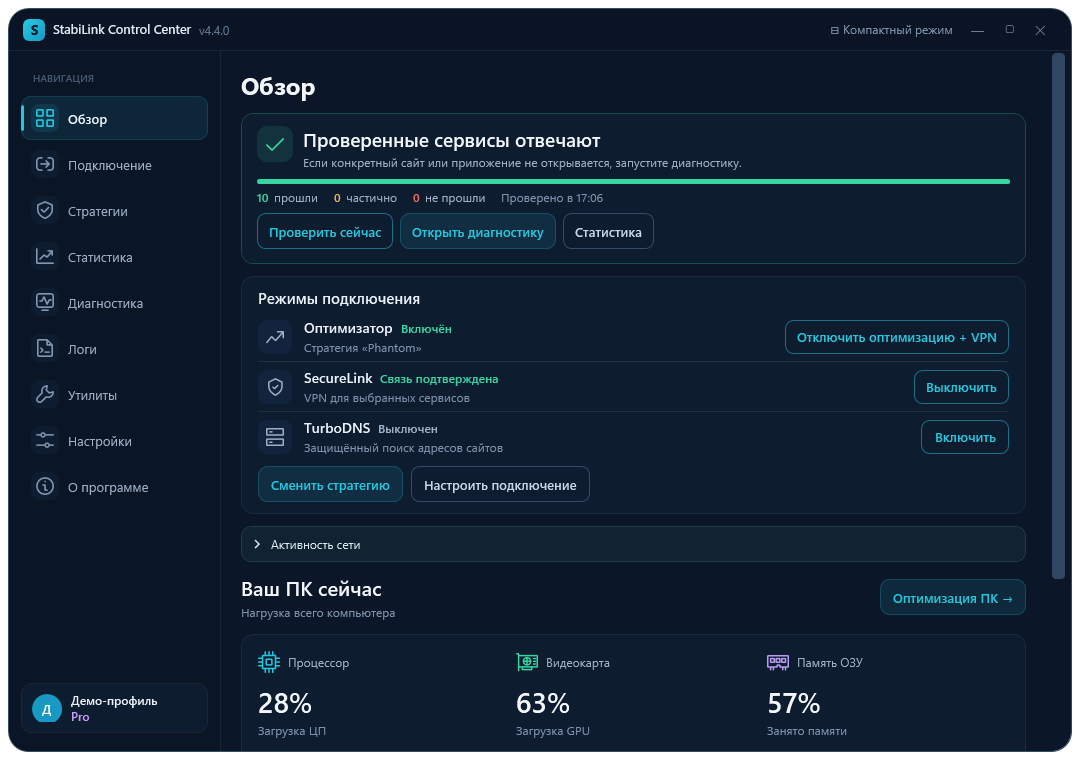 S StabiLink Control Center v4.4.0
Компактный режим
НАВИГАЦИЯ
Обзор
Подключение
Стратегии
Статистика
Диагностика
Логи
Утилиты
Настройки
О программе
Д
Демо-профиль
Pro
Обзор
Проверенные сервисы отвечают
Если конкретный сайт или приложение не открывается, запустите диагностику.
10 прошли 0 частично 0 не прошли Проверено в 17:06
Проверить сейчас Открыть диагностику Статистика
Режимы подключения
Оптимизатор Включён
Стратегия «Phantom»
Отключить оптимизацию + VPN
SecureLink Связь подтверждена
VPN для выбранных сервисов
Выключить
TurboDNS Выключен
Защищённый поиск адресов сайтов
Включить
Сменить стратегию Настроить подключение
Активность сети
Ваш ПК сейчас
Нагрузка всего компьютера
Оптимизация ПК →
Процессор Видеокарта Память ОЗУ
28% 63% 57%
Загрузка ЦП Загрузка GPU Занято памяти